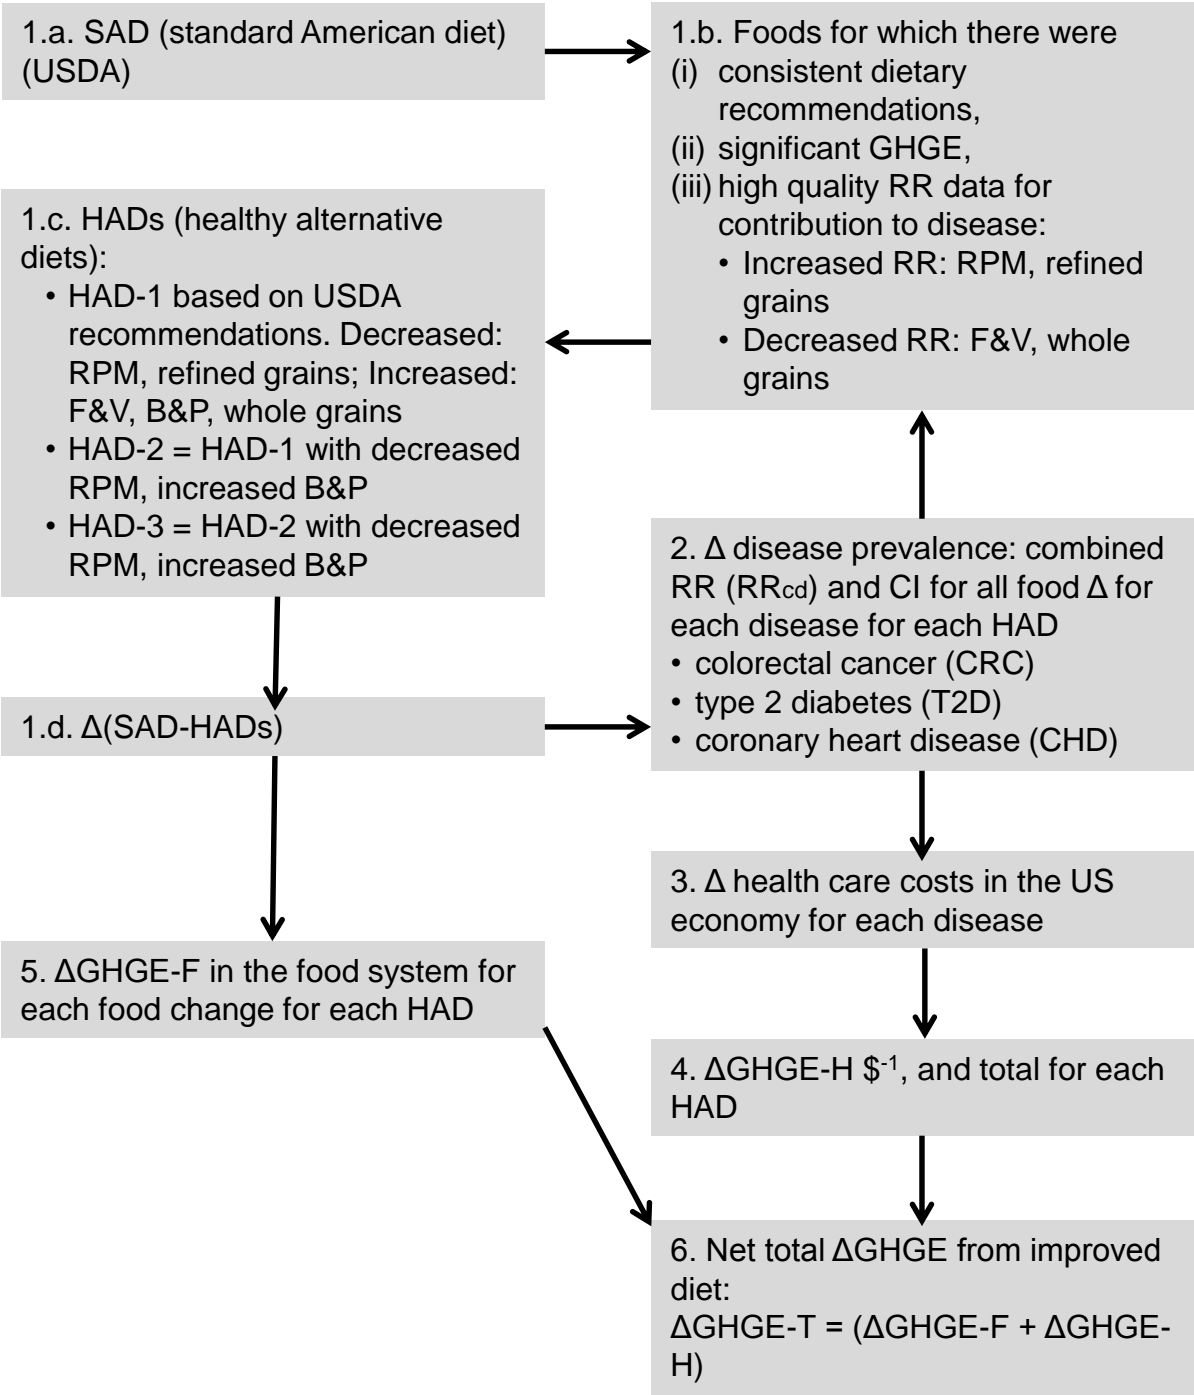 1.a. SAD (standard American diet)
(USDA)
1.b. Foods for which there were
(i) consistent dietary
recommendations,
(ii) significant GHGE,
(iii) high quality RR data for
contribution to disease:
• Increased RR: RPM, refined
grains
• Decreased RR: F&V, whole
grains
1.c. HADs (healthy alternative
diets):
• HAD-1 based on USDA
recommendations. Decreased:
RPM, refined grains; Increased:
F&V, B&P, whole grains
• HAD-2 = HAD-1 with decreased
RPM, increased B&P
• HAD-3 = HAD-2 with decreased
RPM, increased B&P
1.d. Δ(SAD-HADs)
2. Δ disease prevalence: combined
RR (RRcd) and CI for all food Δ for
each disease for each HAD
• colorectal cancer (CRC)
• type 2 diabetes (T2D)
• coronary heart disease (CHD)
3. Δ health care costs in the US
economy for each disease
5. ΔGHGE-F in the food system for
each food change for each HAD
4. ΔGHGE-H $-1, and total for each
HAD
6. Net total ΔGHGE from improved
diet:
ΔGHGE-T = (ΔGHGE-F + ΔGHGE-
H)